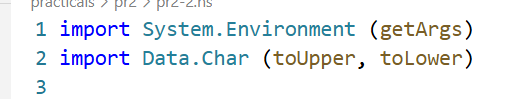 practicals > pr2 > pr2-2.hs
1 import System.Environment (getArgs)
2 import Data.Char (toUpper, toLower)
3